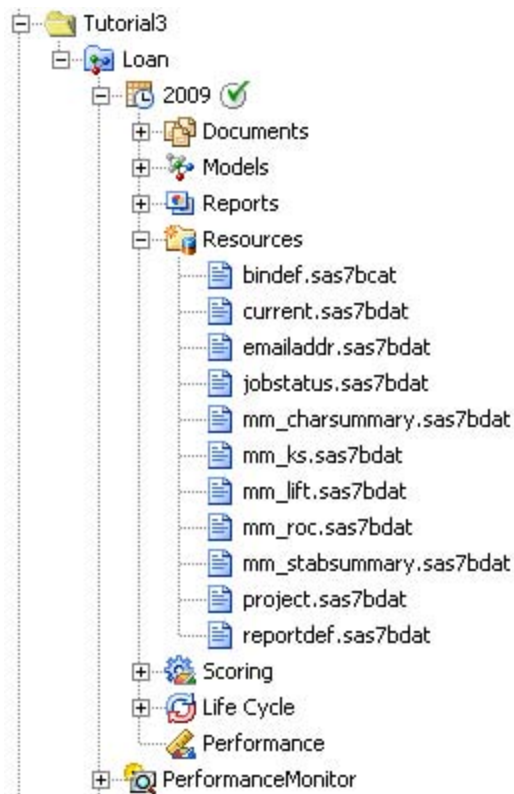 Tutorial3
Loan
2009
Documents
Models
Reports
Resources
bindef.sas7bcat
current.sas7bdat
emailaddr.sas7bdat
jobstatus.sas7bdat
mm_charsummary.sas7bdat
mm_ks.sas7bdat
mm_lift.sas7bdat
mm_roc.sas7bdat
mm_stabsummary.sas7bdat
project.sas7bdat
reportdef.sas7bdat
Scoring
Life Cycle
Performance
PerformanceMonitor